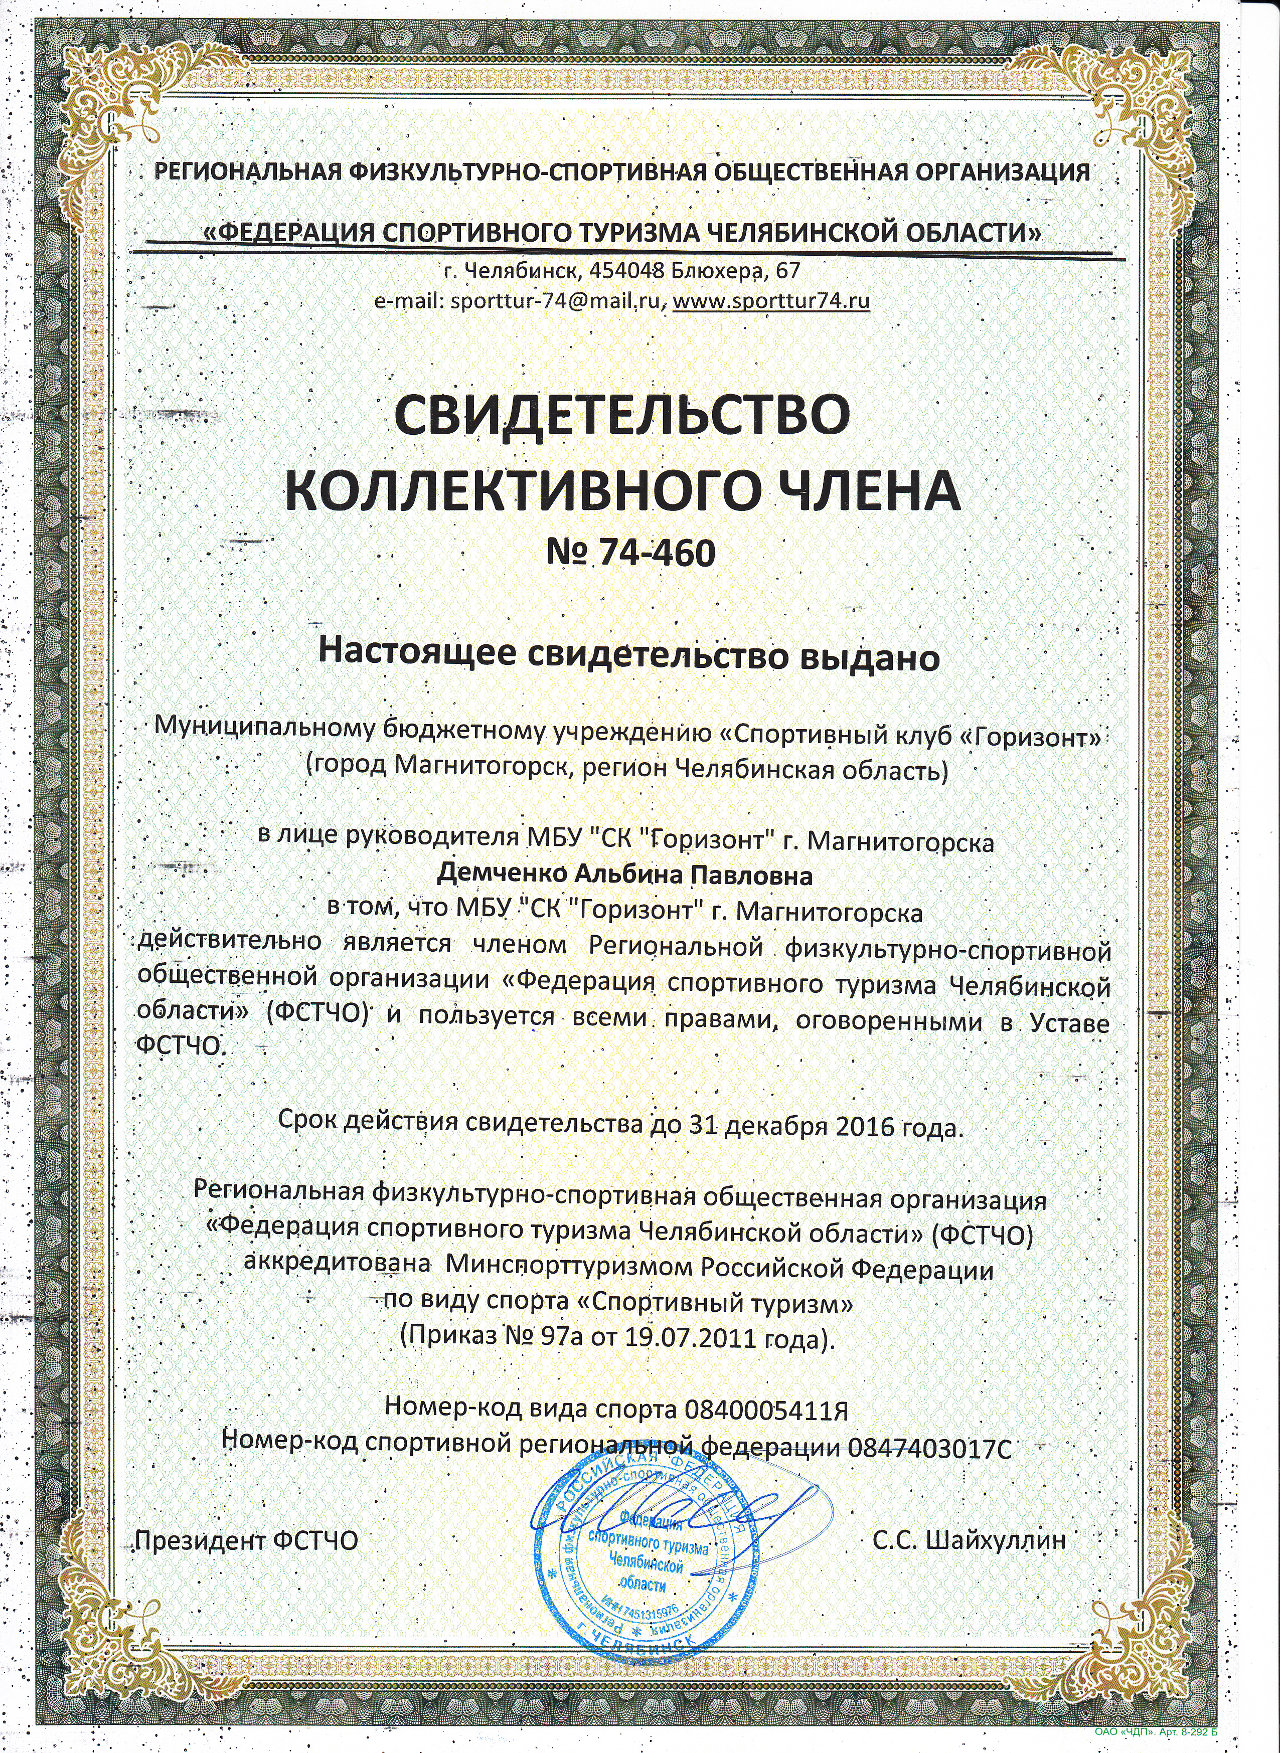 РЕГИОНАЛЬНАЯ ФИЗКУЛЬТУРНО-СПОРТИВНАЯ ОБЩЕСТВЕННАЯ ОРГАНИЗАЦИЯ
«ФЕДЕРАЦИЯ СПОРТИВНОГО ТУРИЗМА ЧЕЛЯБИНСКОЙ ОБЛАСТИ»
г. Челябинск, 454048 Блюхера, 67
e-mail: sporttur-74@mail.ru, www.sporttur74.ru
СВИДЕТЕЛЬСТВО
КОЛЛЕКТИВНОГО ЧЛЕНА
№ 74-460
Настоящее свидетельство выдано
Муниципальному бюджетному учреждению «Спортивный клуб «Горизонт»
(город Магнитогорск, регион Челябинская область)
в лице руководителя МБУ "СК "Горизонт" г. Магнитогорска
Демченко Альбина Павловна
в том, что МБУ "СК "Горизонт" г. Магнитогорска
действительно является членом Региональной физкультурно-спортивной
общественной организации «Федерация спортивного туризма Челябинской
области» (ФСТЧО) и пользуется всеми правами, оговоренными в Уставе
ФСТЧО.
Срок действия свидетельства до 31 декабря 2016 года.
Региональная физкультурно-спортивная общественная организация
«Федерация спортивного туризма Челябинской области» (ФСТЧО)
аккредитована Минспорттуризмом Российской Федерации
по виду спорта «Спортивный туризм»
(Приказ № 97а от 19.07.2011 года).
Номер-код вида спорта 0840005411Я
Номер-код спортивной региональной федерации 0847403017С
РОССИЙСКАЯ ФЕДЕРАЦИЯ
Региональная физкультурно-спортивная общественная организация
Федерация
спортивного туризма
Челябинской
области
ИНН 7451315976
г ЧЕЛЯБИНСК
Президент ФСТЧО
С.С. Шайхуллин
ОАО «ЧДП». Арт. 8-292 Б